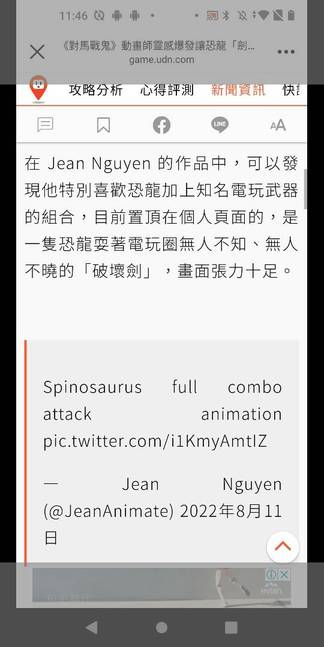 11:46
《對馬戰鬼》動畫師靈感爆發讓恐龍「劍...
game.udn.com
攻略分析 心得評測 新聞資訊 快訊
在 Jean Nguyen 的作品中，可以發
現他特別喜歡恐龍加上知名電玩武器
的組合，目前置頂在個人頁面的，是
一隻恐龍耍著電玩圈無人不知、無人
不曉的「破壞劍」，畫面張力十足。
Spinosaurus full combo
attack animation
pic.twitter.com/i1KmyAmtIZ
— Jean Nguyen
(@JeanAnimate) 2022年8月11
日